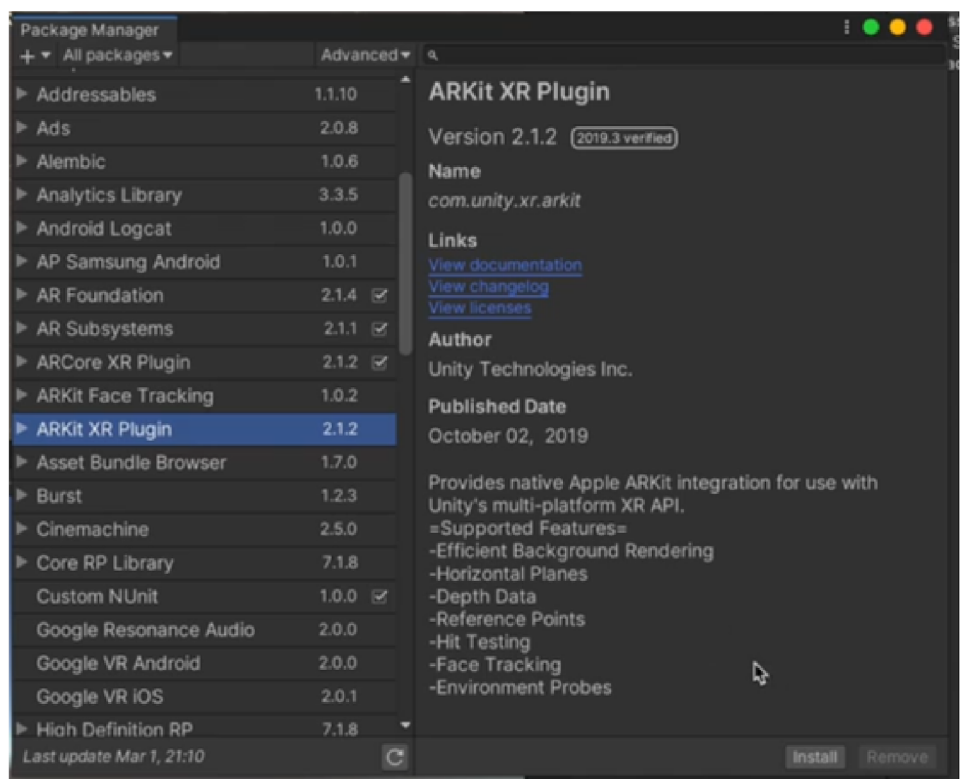 Package Manager
All packages
Advanced
Addressables 1.1.10
Ads 2.0.8
Alembic 1.0.6
Analytics Library 3.3.5
Android Logcat 1.0.0
AP Samsung Android 1.0.1
AR Foundation 2.1.4
AR Subsystems 2.1.1
ARCore XR Plugin 2.1.2
ARKit Face Tracking 1.0.2
ARKit XR Plugin 2.1.2
Asset Bundle Browser 1.7.0
Burst 1.2.3
Cinemachine 2.5.0
Core RP Library 7.1.8
Custom NUnit 1.0.0
Google Resonance Audio 2.0.0
Google VR Android 2.0.0
Google VR iOS 2.0.1
High Definition RP 7.1.8
Last update Mar 1, 21:10
ARKit XR Plugin
Version 2.1.2 2019.3 verified
Name
com.unity.xr.arkit
Links
View documentation
View changelog
View licenses
Author
Unity Technologies Inc.
Published Date
October 02, 2019
Provides native Apple ARKit integration for use with
Unity's multi-platform XR API.
=Supported Features=
-Efficient Background Rendering
-Horizontal Planes
-Depth Data
-Reference Points
-Hit Testing
-Face Tracking
-Environment Probes
Install Remove